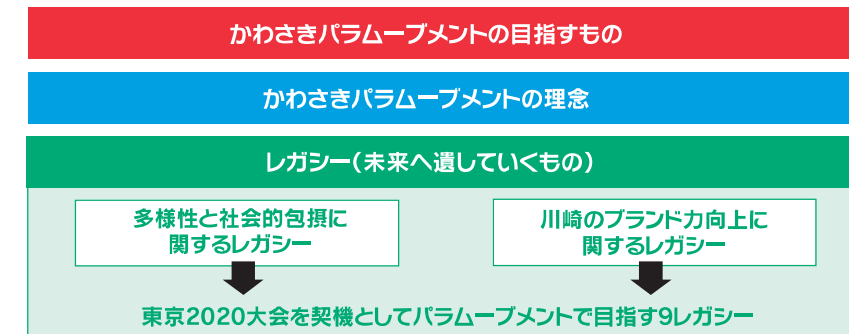 かわさきパラムーブメントの目指すもの
かわさきパラムーブメントの理念
レガシー(未来へ遺していくもの)
多様性と社会的包摂に
関するレガシー
川崎のブランド力向上に
関するレガシー
東京2020大会を契機としてパラムーブメントで目指す9レガシー